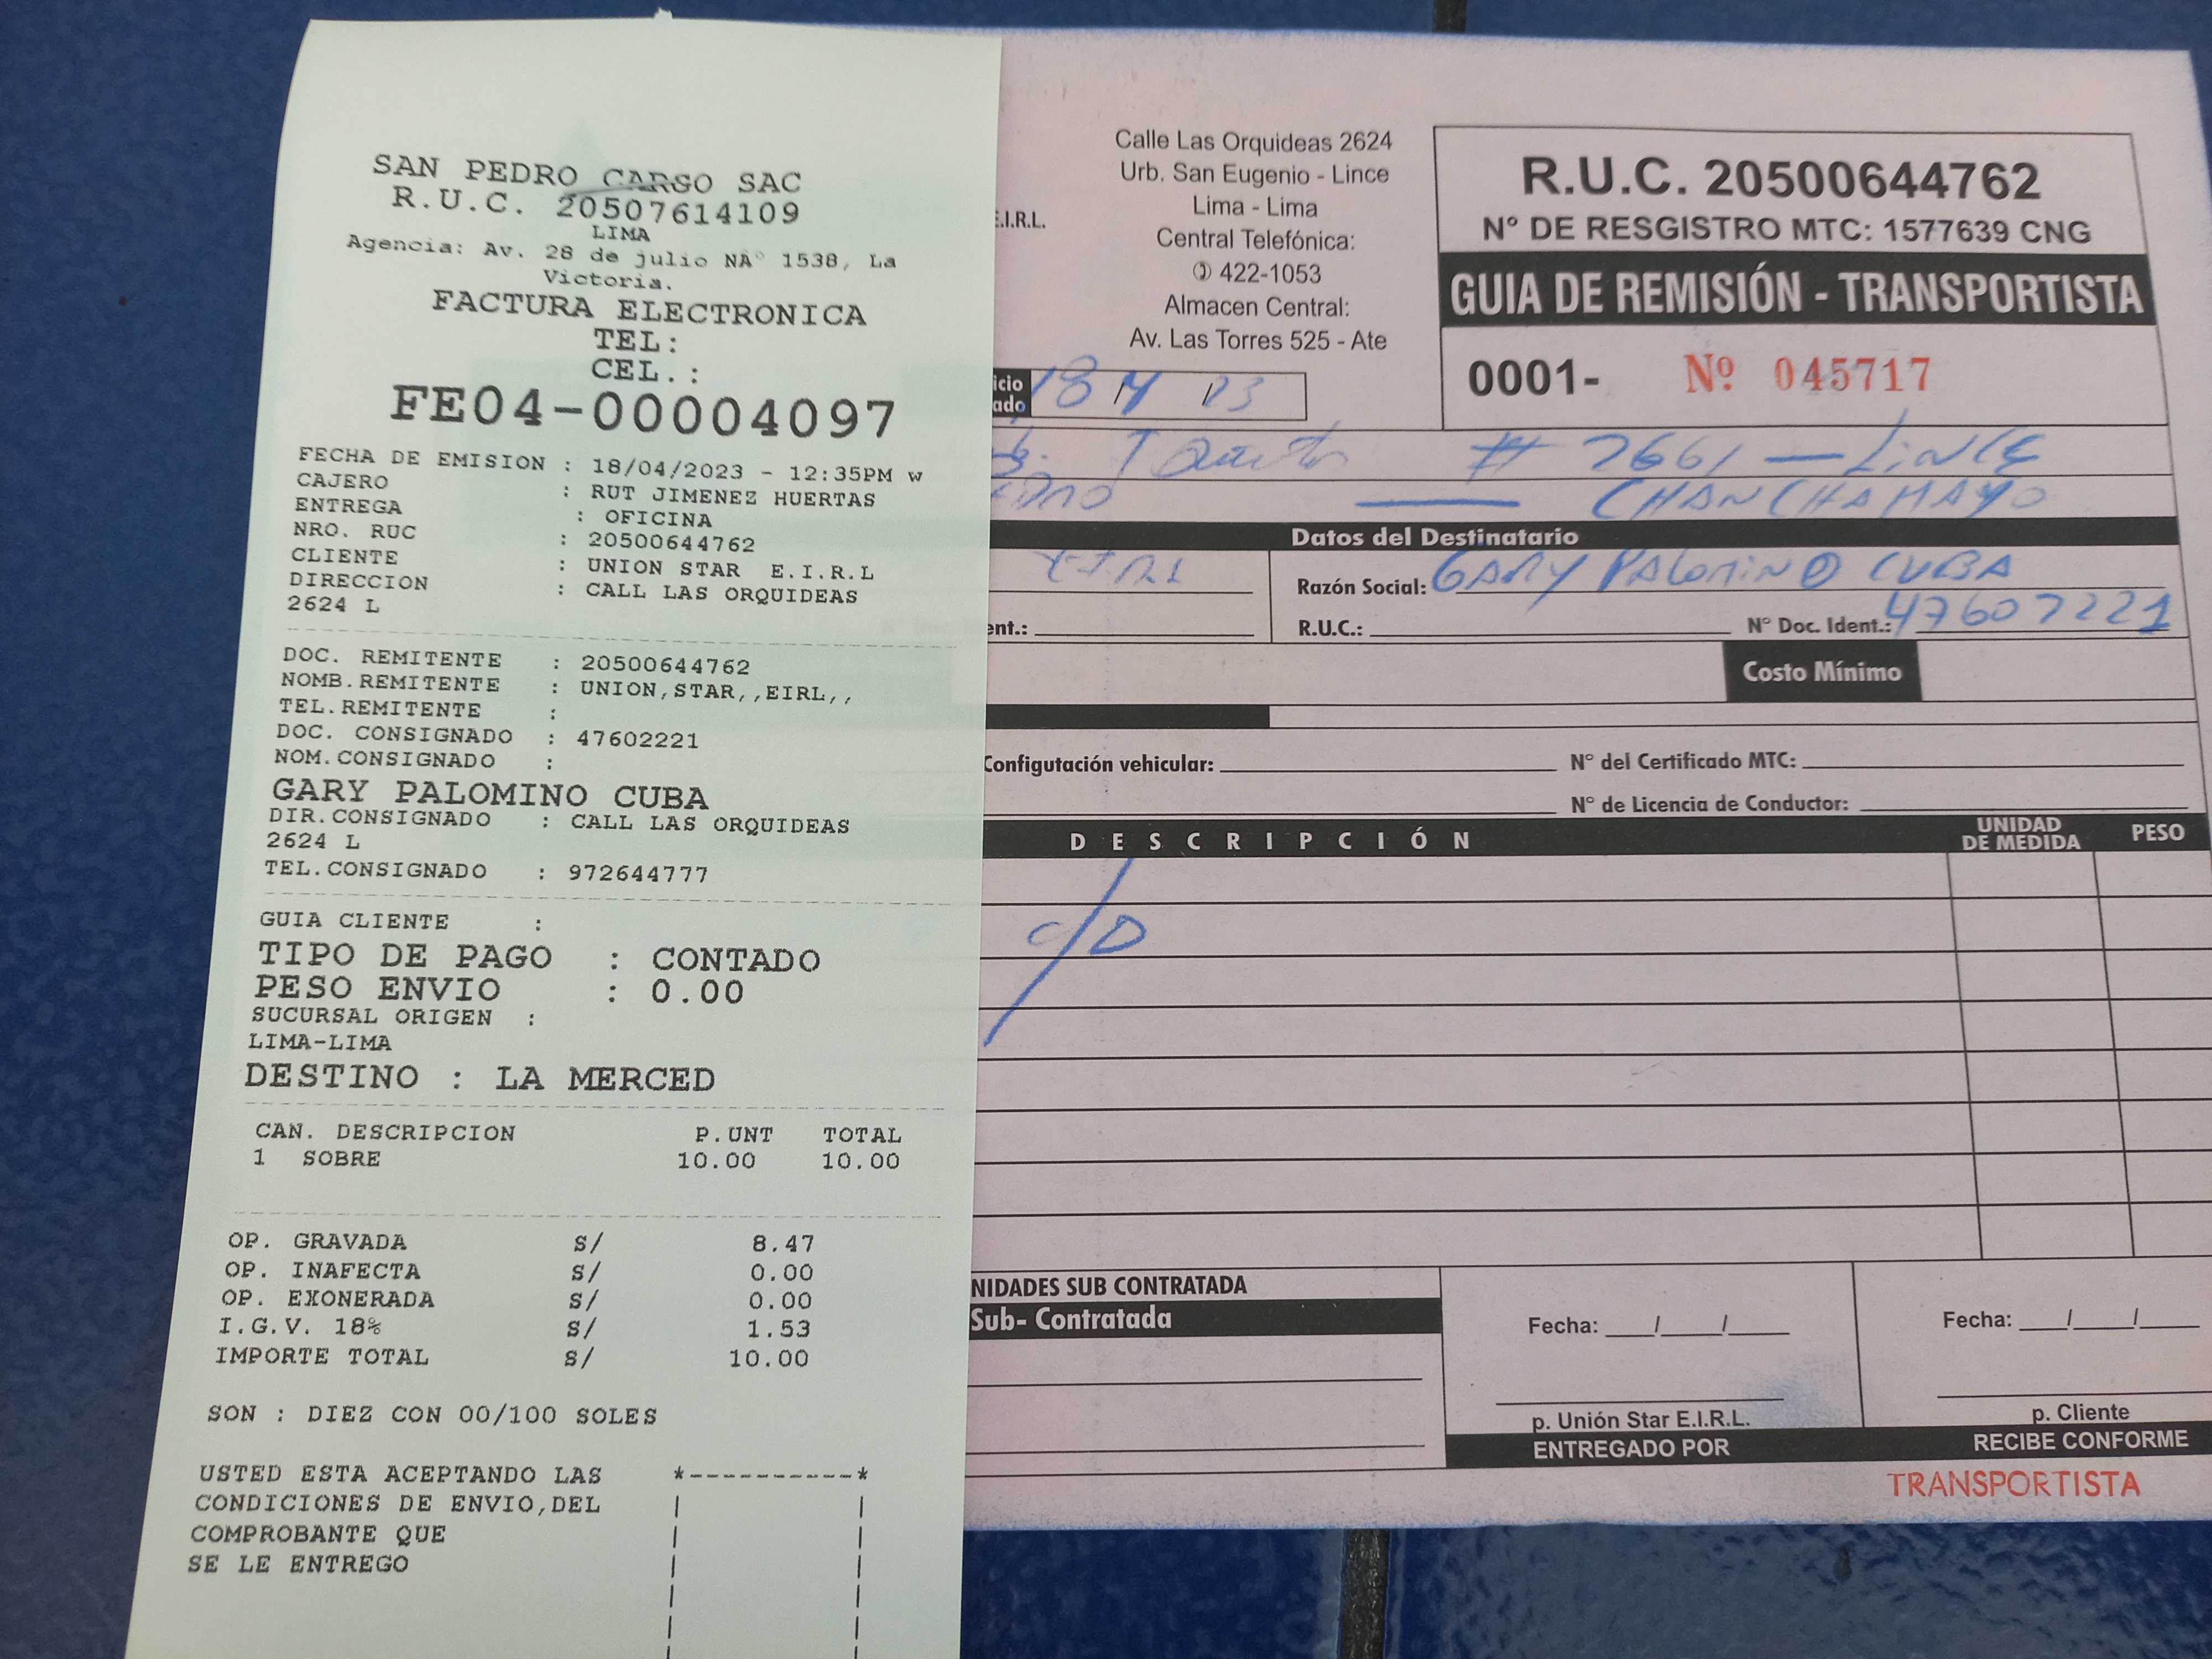 SAN PEDRO CARGO SAC
R.U.C. 20507614109
LIMA
Agencia: Av. 28 de julio NÂ° 1538, La
Victoria.
FACTURA ELECTRONICA
TEL:
CEL.:
FE04-00004097
FECHA DE EMISION : 18/04/2023 - 12:35PM w
CAJERO : RUT JIMENEZ HUERTAS
ENTREGA : OFICINA
NRO. RUC : 20500644762
CLIENTE : UNION STAR E.I.R.L
DIRECCION : CALL LAS ORQUIDEAS
2624 L
DOC. REMITENTE : 20500644762
NOMB.REMITENTE : UNION,STAR,,EIRL,,
TEL.REMITENTE :
DOC. CONSIGNADO : 47602221
NOM.CONSIGNADO :
GARY PALOMINO CUBA
DIR.CONSIGNADO : CALL LAS ORQUIDEAS
2624 L
TEL.CONSIGNADO : 972644777
GUIA CLIENTE :
TIPO DE PAGO : CONTADO
PESO ENVIO : 0.00
SUCURSAL ORIGEN :
LIMA-LIMA
DESTINO : LA MERCED
CAN. DESCRIPCION P.UNT TOTAL
1 SOBRE 10.00 10.00
OP. GRAVADA S/ 8.47
OP. INAFECTA S/ 0.00
OP. EXONERADA S/ 0.00
I.G.V. 18% S/ 1.53
IMPORTE TOTAL S/ 10.00
SON : DIEZ CON 00/100 SOLES
USTED ESTA ACEPTANDO LAS
CONDICIONES DE ENVIO,DEL
COMPROBANTE QUE
SE LE ENTREGO
E.I.R.L.
Calle Las Orquideas 2624
Urb. San Eugenio - Lince
Lima - Lima
Central Telefónica:
422-1053
Almacen Central:
Av. Las Torres 525 - Ate
R.U.C. 20500644762
N° DE RESGISTRO MTC: 1577639 CNG
GUIA DE REMISIÓN - TRANSPORTISTA
0001- Nº 045717
icio
ado
18 4 23
# 2661 — LINCE
— CHANCHAMAYO
Datos del Destinatario
Razón Social: GARY PALOMINO CUBA
ent.:
R.U.C.: N° Doc. Ident.: 47602221
Costo Mínimo
Configutación vehicular: N° del Certificado MTC:
N° de Licencia de Conductor:
DESCRIPCIÓN UNIDAD DE MEDIDA PESO
C/D
NIDADES SUB CONTRATADA
Sub- Contratada
Fecha: / /
p. Unión Star E.I.R.L.
ENTREGADO POR
Fecha: / /
p. Cliente
RECIBE CONFORME
TRANSPORTISTA